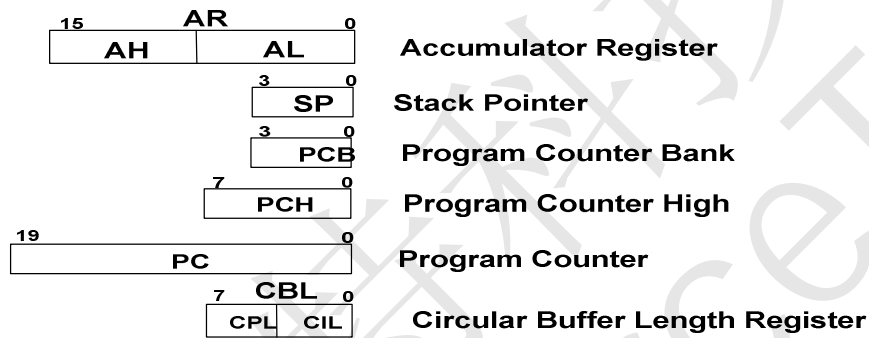 AR
15 0
AH AL Accumulator Register
3 0
SP Stack Pointer
3 0
PCB Program Counter Bank
7 0
PCH Program Counter High
19 0
PC Program Counter
CBL
7 0
CPL CIL Circular Buffer Length Register